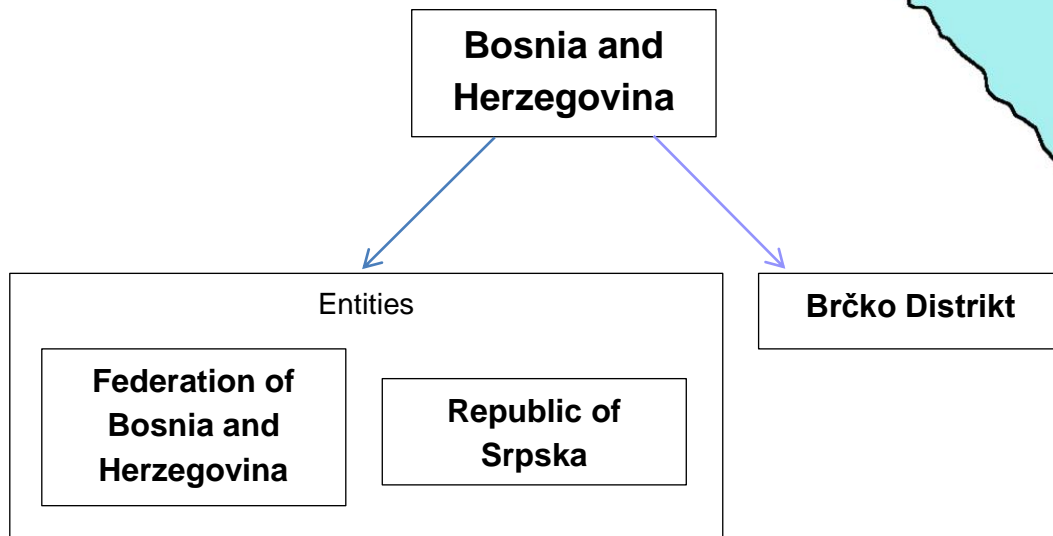 Bosnia and
Herzegovina
Entities
Brčko Distrikt
Federation of
Bosnia and
Herzegovina
Republic of
Srpska